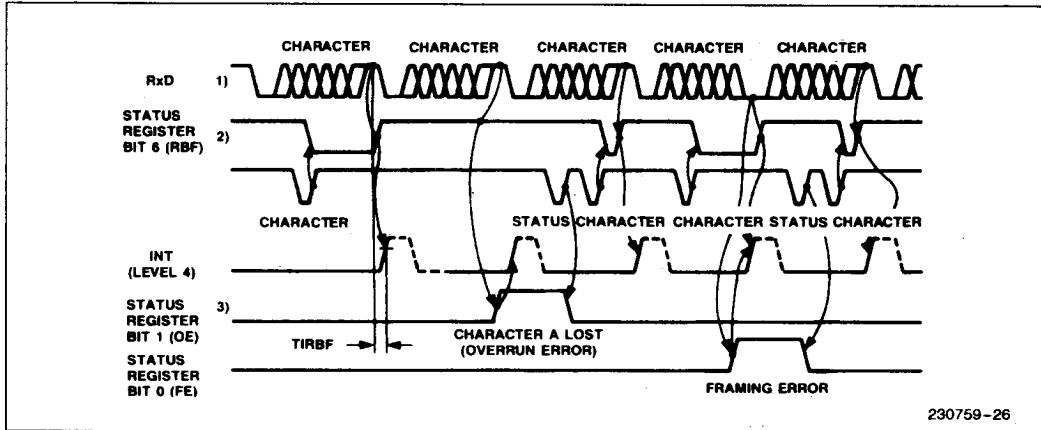 CHARACTER CHARACTER CHARACTER CHARACTER CHARACTER
RxD 1)
STATUS
REGISTER 2)
BIT 6 (RBF)
CHARACTER STATUS CHARACTER CHARACTER STATUS CHARACTER
INT
(LEVEL 4)
STATUS 3)
REGISTER
BIT 1 (OE)
TIRBF
CHARACTER A LOST
(OVERRUN ERROR)
STATUS
REGISTER
BIT 0 (FE)
FRAMING ERROR
230759-26